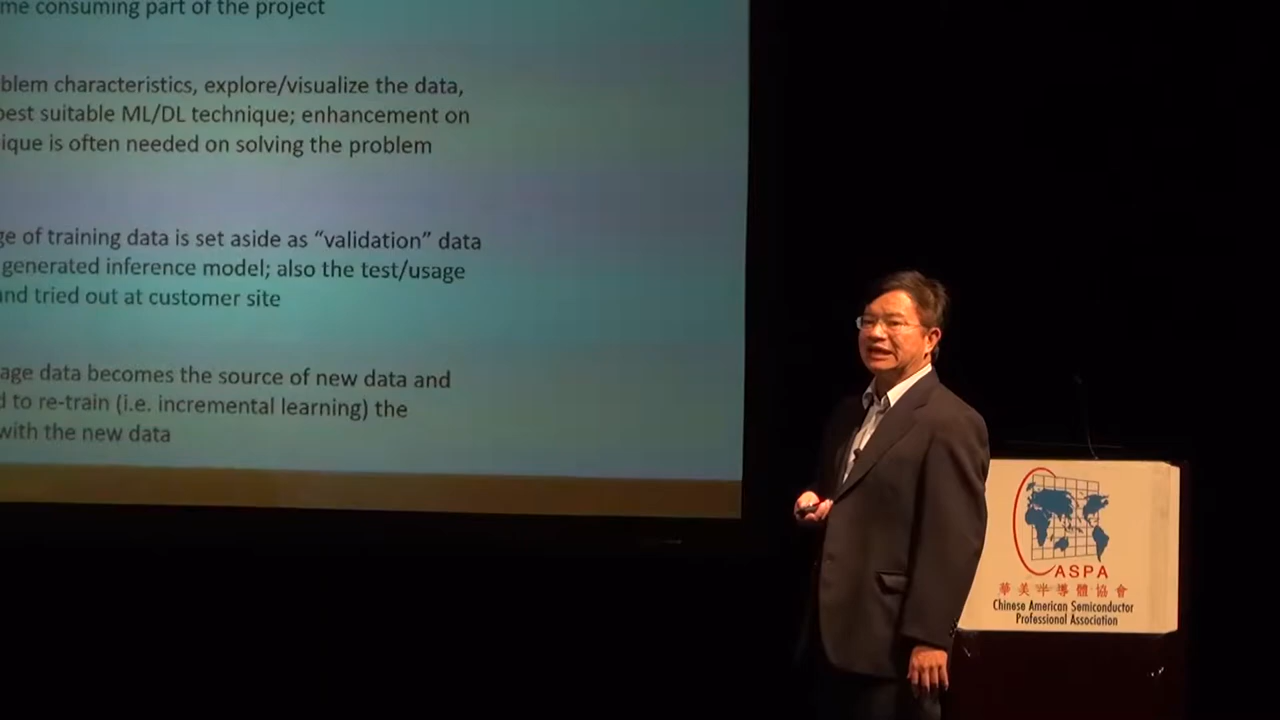 me consuming part of the project
blem characteristics, explore/visualize the data,
best suitable ML/DL technique; enhancement on
ique is often needed on solving the problem
ge of training data is set aside as “validation” data
generated inference model; also the test/usage
and tried out at customer site
age data becomes the source of new data and
d to re-train (i.e. incremental learning) the
with the new data
CASPA
華美半導體協會
Chinese American Semiconductor
Professional Association